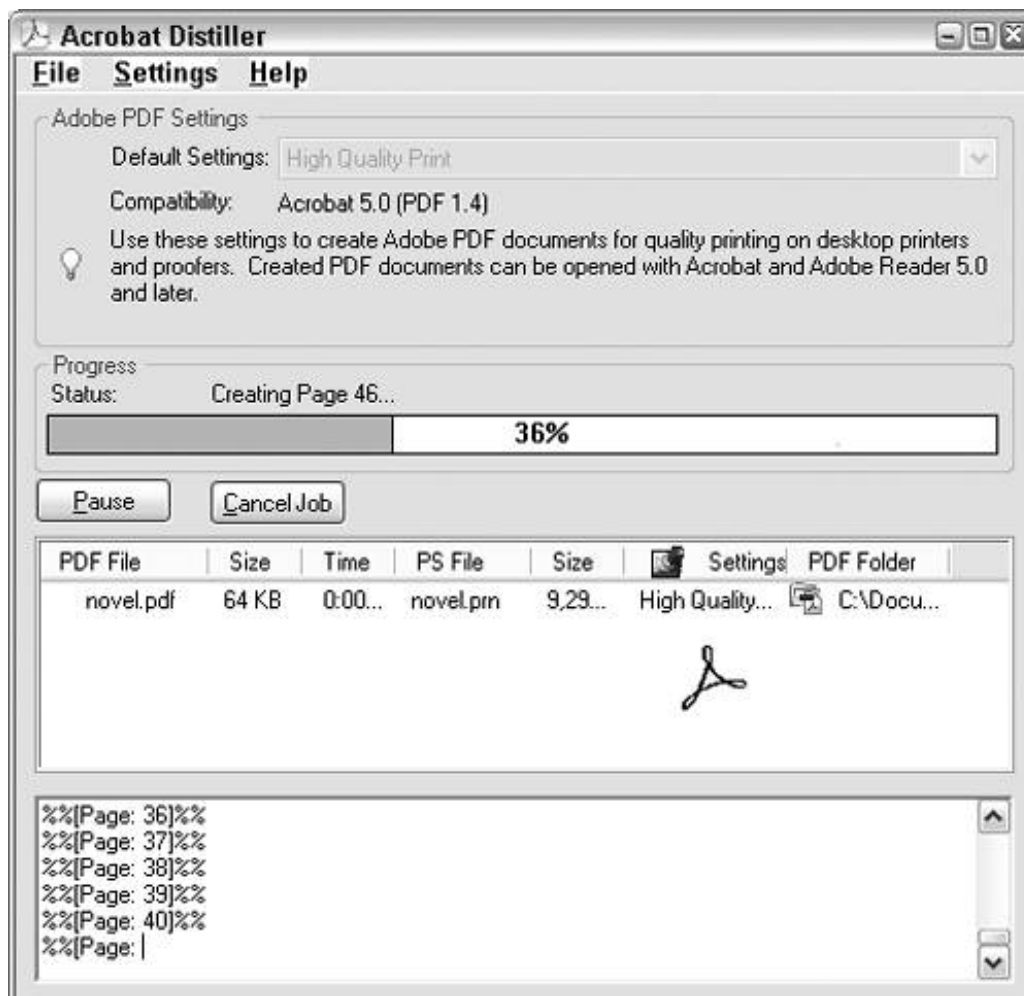 Acrobat Distiller
File Settings Help
Adobe PDF Settings
Default Settings: High Quality Print
Compatibility: Acrobat 5.0 (PDF 1.4)
Use these settings to create Adobe PDF documents for quality printing on desktop printers
and proofers. Created PDF documents can be opened with Acrobat and Adobe Reader 5.0
and later.
Progress
Status: Creating Page 46...
36%
Pause Cancel Job
PDF File Size Time PS File Size Settings PDF Folder
novel.pdf 64 KB 0:00... novel.prn 9,29... High Quality... C:\Docu...
%%[Page: 36]%%
%%[Page: 37]%%
%%[Page: 38]%%
%%[Page: 39]%%
%%[Page: 40]%%
%%[Page: